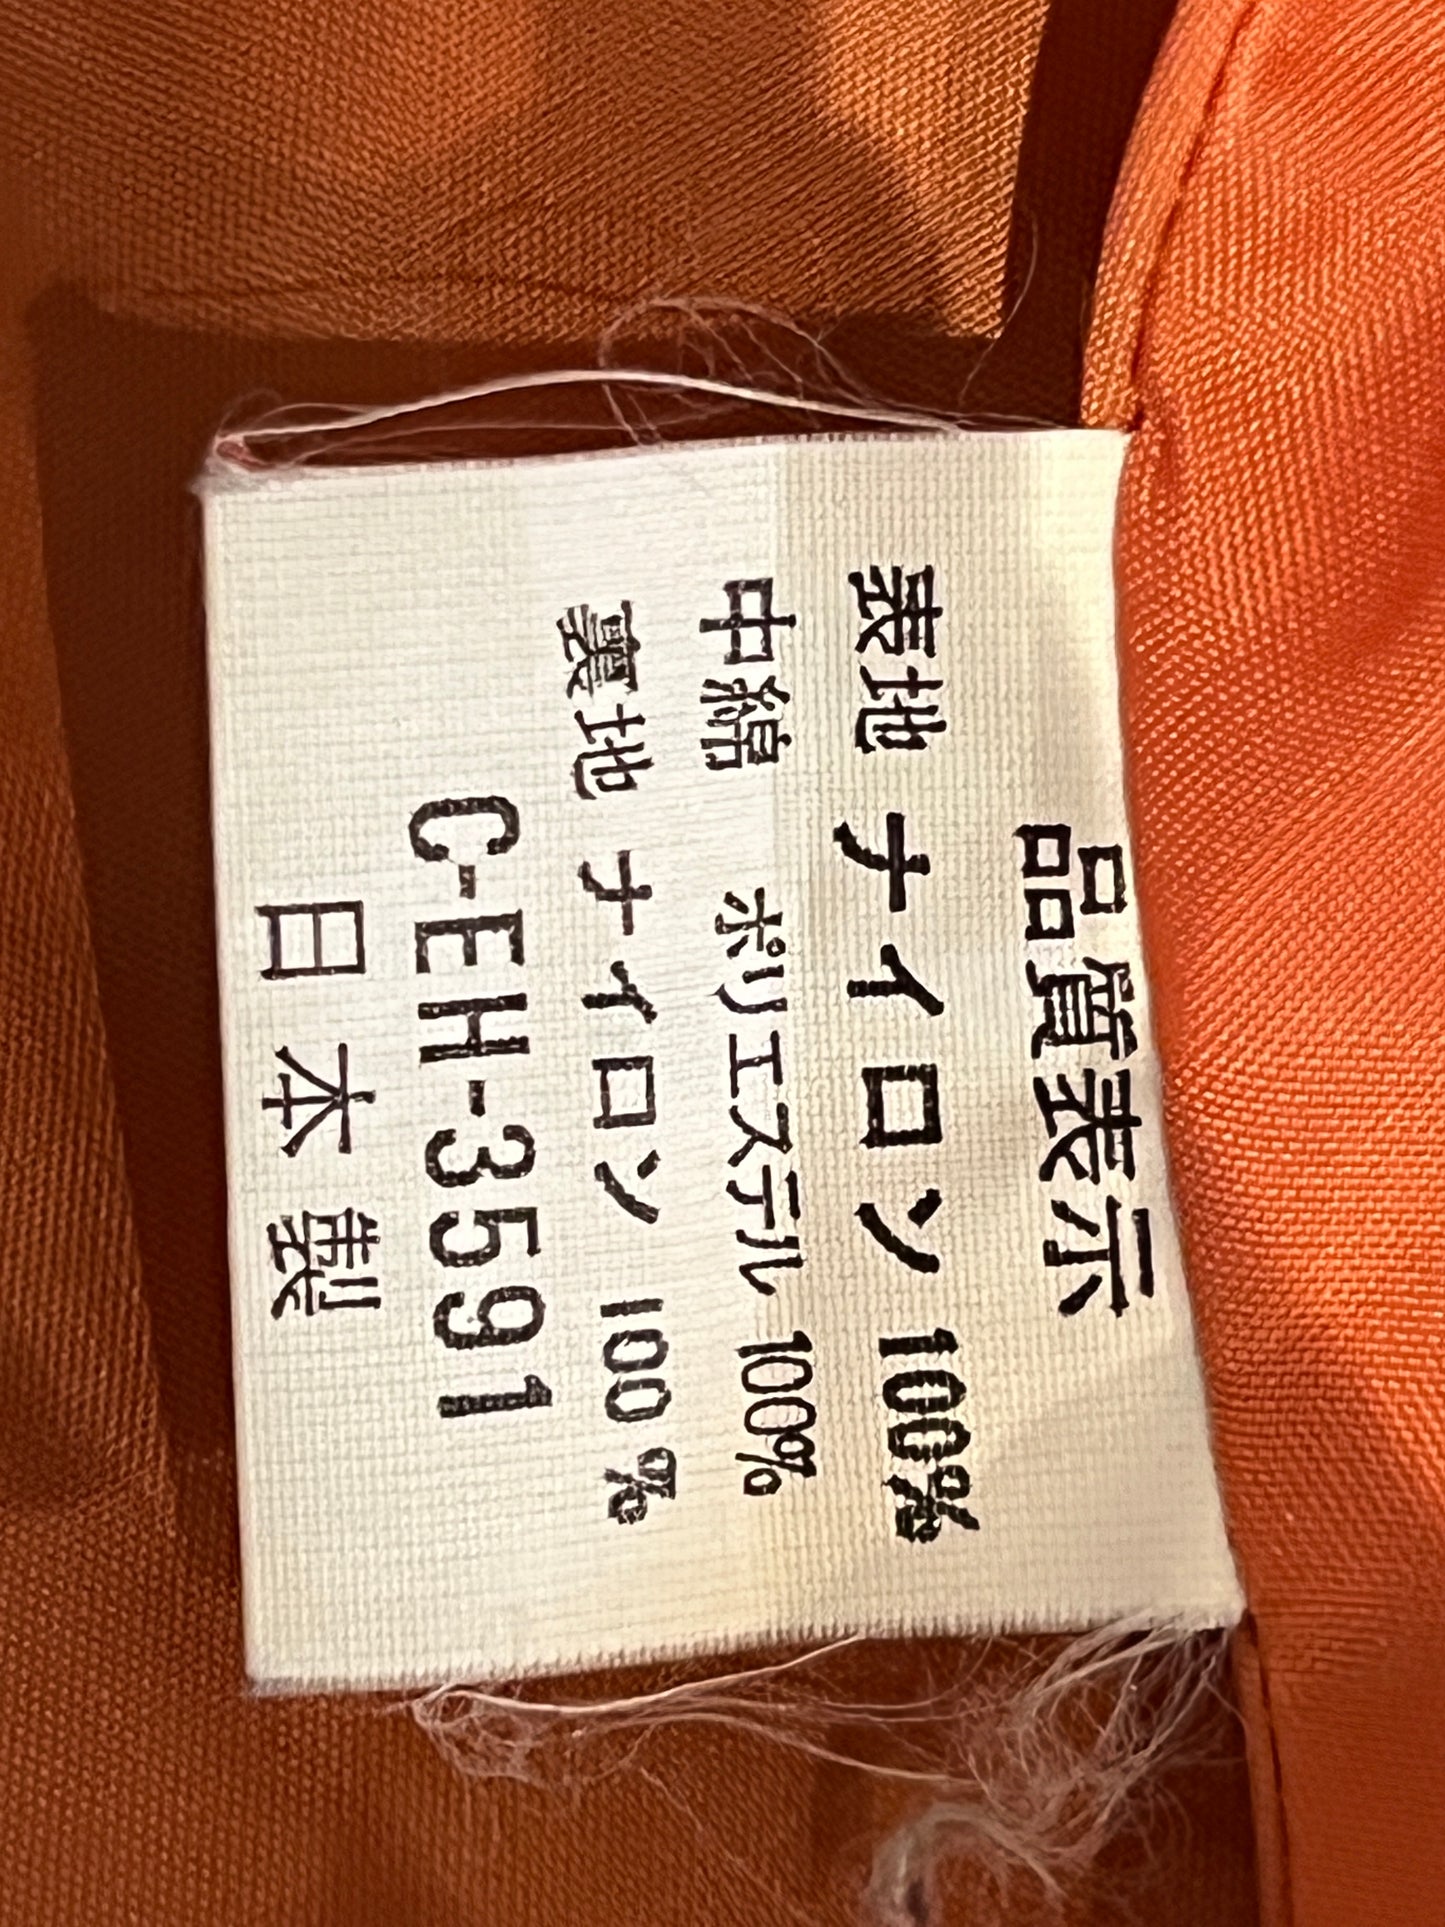 品質表示
表地 ナイロン 100%
中綿 ポリエステル 100%
裏地 ナイロン 100%
C-EH-3591
日本製